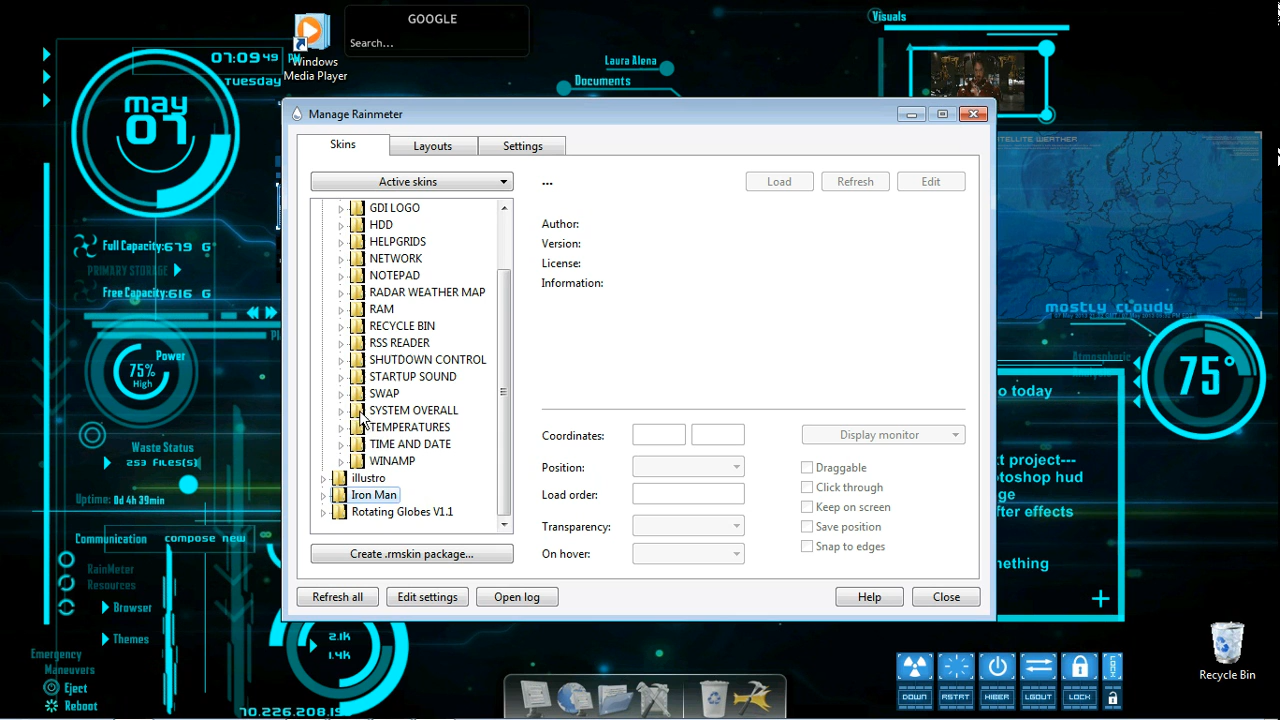 GOOGLE
Search...
Windows
Media Player
07:09 49
Tuesday
may
07
Full Capacity:679 G
PRIMARY STORAGE
Free Capacity:616 G
Power
75%
High
Waste Status
253 File(s)
Uptime: 0d 4h 39min
Communication
compose new
RainMeter
Resources
Browser
Themes
Emergency
Maneuvers
Eject
Reboot
2.1K
1.4K
Laura Alena
Documents
Visuals
Manage Rainmeter
Skins
Layouts
Settings
Active skins
GDI LOGO
HDD
HELPGRIDS
NETWORK
NOTEPAD
RADAR WEATHER MAP
RAM
RECYCLE BIN
RSS READER
SHUTDOWN CONTROL
STARTUP SOUND
SWAP
SYSTEM OVERALL
TEMPERATURES
TIME AND DATE
WINAMP
illustro
Iron Man
Rotating Globes V1.1
Create .rmskin package...
...
Load
Refresh
Edit
Author:
Version:
License:
Information:
Coordinates:
Display monitor
Position:
Load order:
Transparency:
On hover:
Draggable
Click through
Keep on screen
Save position
Snap to edges
Refresh all
Edit settings
Open log
Help
Close
mostly cloudy
Atmospheric
75°
o today
xt project---
otoshop hud
ge
fter effects
mething
DOWN
RSTRT
HIBER
LGOUT
LOCK
LOCK
Recycle Bin